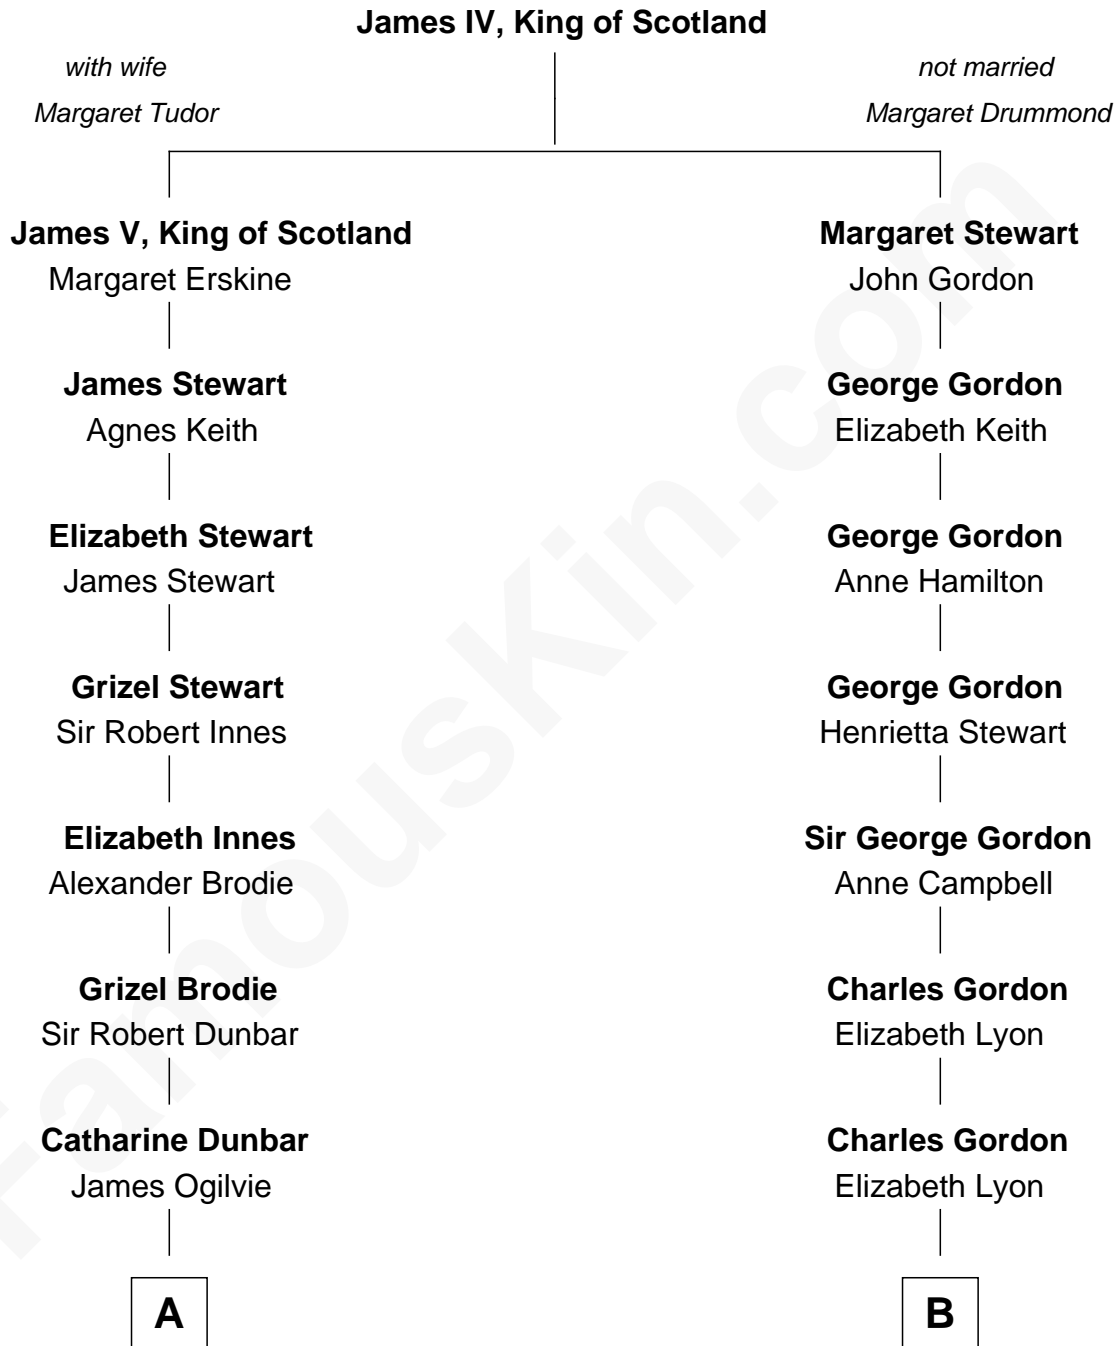 James IV, King of Scotland
with wife
Margaret Tudor
not married
Margaret Drummond
James V, King of Scotland
Margaret Erskine
Margaret Stewart
John Gordon
James Stewart
Agnes Keith
George Gordon
Elizabeth Keith
Elizabeth Stewart
James Stewart
George Gordon
Anne Hamilton
Grizel Stewart
Sir Robert Innes
George Gordon
Henrietta Stewart
Elizabeth Innes
Alexander Brodie
Sir George Gordon
Anne Campbell
Grizel Brodie
Sir Robert Dunbar
Charles Gordon
Elizabeth Lyon
Catharine Dunbar
James Ogilvie
Charles Gordon
Elizabeth Lyon
A
B
FamousKin.com